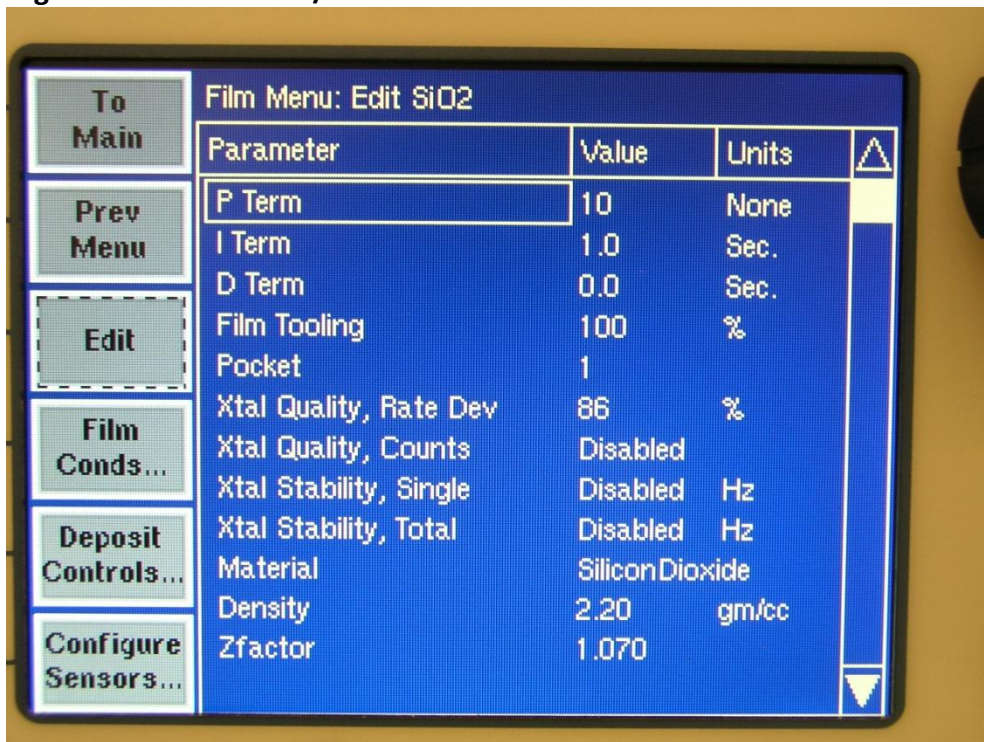 To Main
Prev Menu
Edit
Film Conds...
Deposit Controls...
Configure Sensors...
Film Menu: Edit SiO2
Parameter Value Units
P Term 10 None
I Term 1.0 Sec.
D Term 0.0 Sec.
Film Tooling 100 %
Pocket 1
Xtal Quality, Rate Dev 86 %
Xtal Quality, Counts Disabled
Xtal Stability, Single Disabled Hz
Xtal Stability, Total Disabled Hz
Material Silicon Dioxide
Density 2.20 gm/cc
Zfactor 1.070